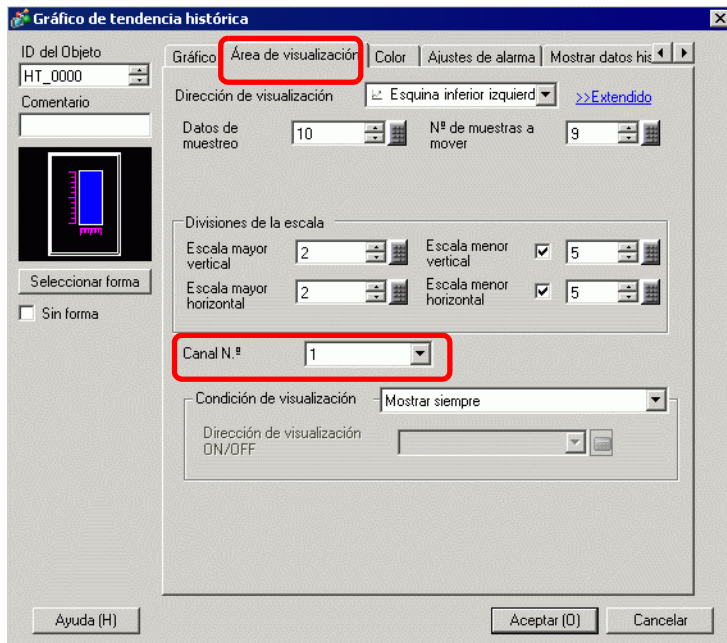 Gráfico de tendencia histórica
ID del Objeto
HT_0000
Comentario
Seleccionar forma
Sin forma
Gráfico Área de visualización Color Ajustes de alarma Mostrar datos his
Dirección de visualización Esquina inferior izquierd >>Extendido
Datos de muestreo 10 Nº de muestras a mover 9
Divisiones de la escala
Escala mayor vertical 2 Escala menor vertical 5
Escala mayor horizontal 2 Escala menor horizontal 5
Canal N.º 1
Condición de visualización Mostrar siempre
Dirección de visualización ON/OFF
Ayuda (H) Aceptar (O) Cancelar